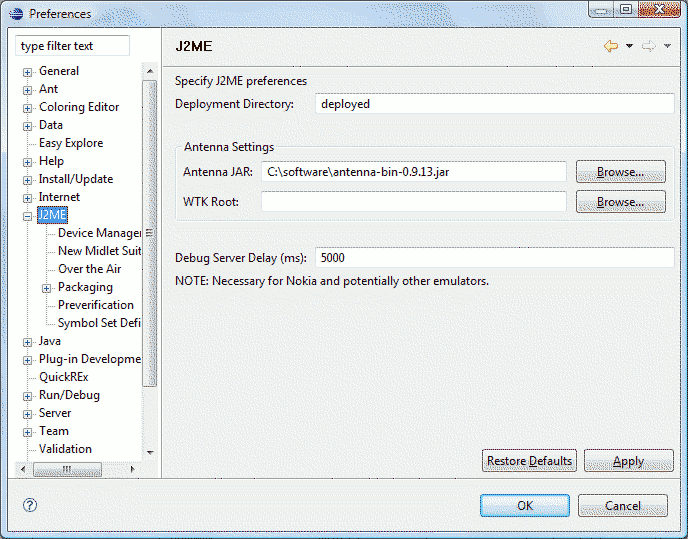 Preferences
type filter text
General
Ant
Coloring Editor
Data
Easy Explore
Help
Install/Update
Internet
J2ME
Device Manager
New Midlet Suit
Over the Air
Packaging
Preverification
Symbol Set Defi
Java
Plug-in Developme
QuickREx
Run/Debug
Server
Team
Validation
J2ME
Specify J2ME preferences
Deployment Directory: deployed
Antenna Settings
Antenna JAR: C:\software\antenna-bin-0.9.13.jar Browse...
WTK Root: Browse...
Debug Server Delay (ms): 5000
NOTE: Necessary for Nokia and potentially other emulators.
Restore Defaults Apply
? OK Cancel